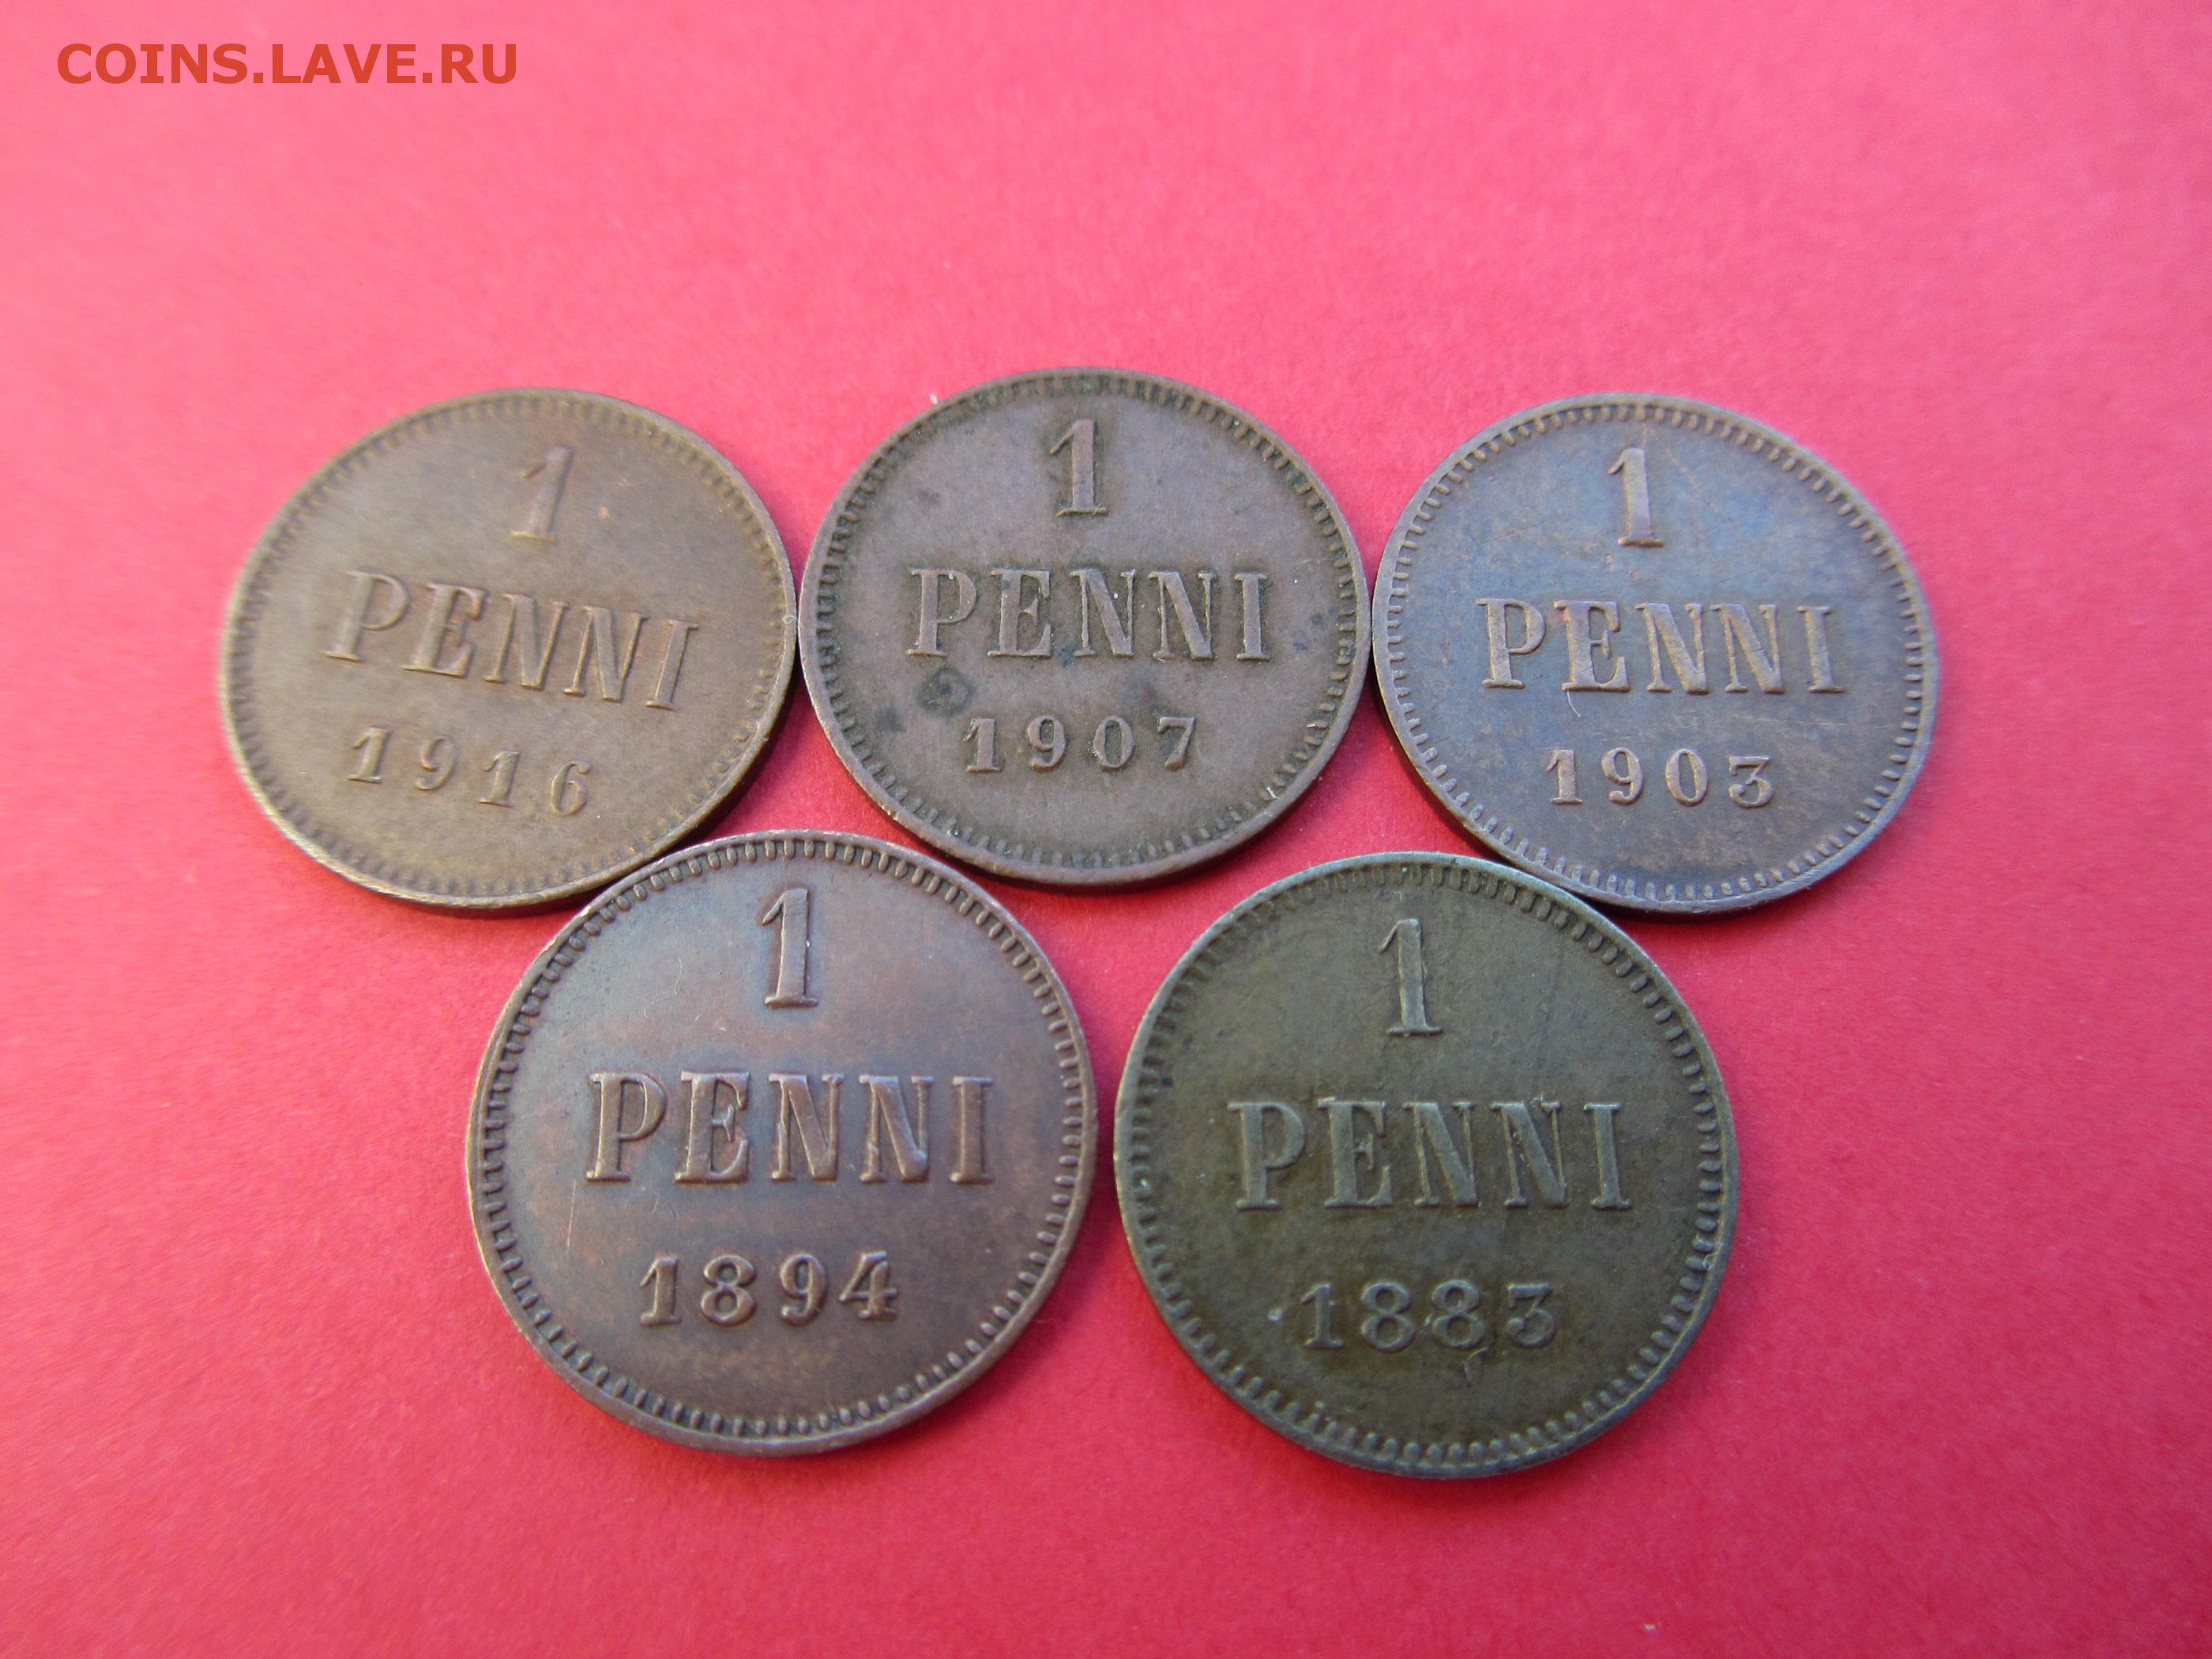 COINS.LAVE.RU
1
PENNI
1916
1
PENNI
1907
1
PENNI
1903
1
PENNI
1894
1
PENNI
1883